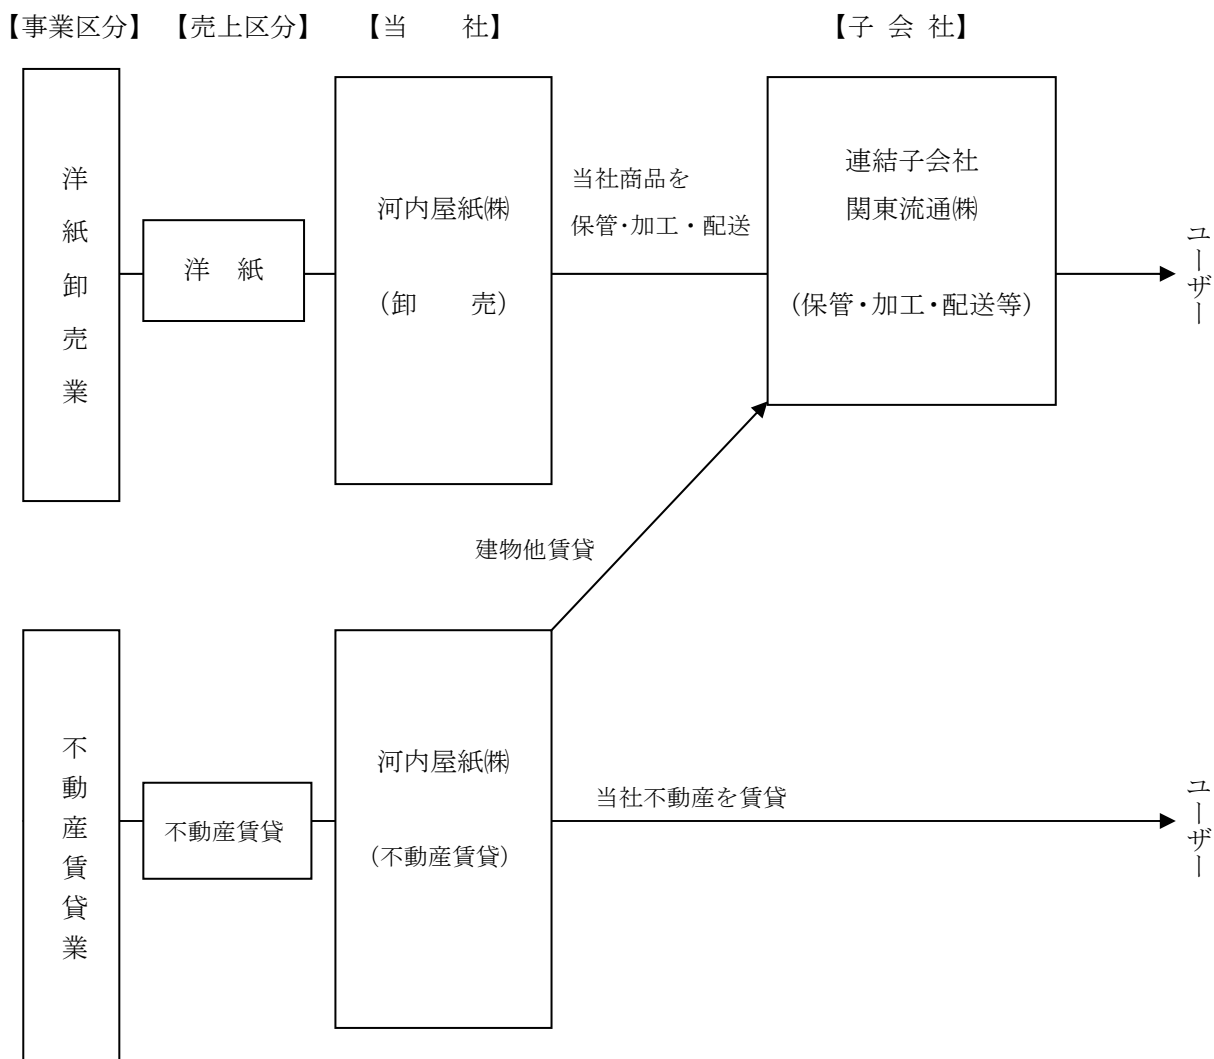 【事業区分】 【売上区分】 【当　　社】 【子 会 社】
洋紙卸売業
洋　紙
河内屋紙㈱
（卸　　売）
当社商品を
保管・加工・配送
連結子会社
関東流通㈱
（保管・加工・配送等）
ユーザー
建物他賃貸
不動産賃貸業
不動産賃貸
河内屋紙㈱
（不動産賃貸）
当社不動産を賃貸
ユーザー